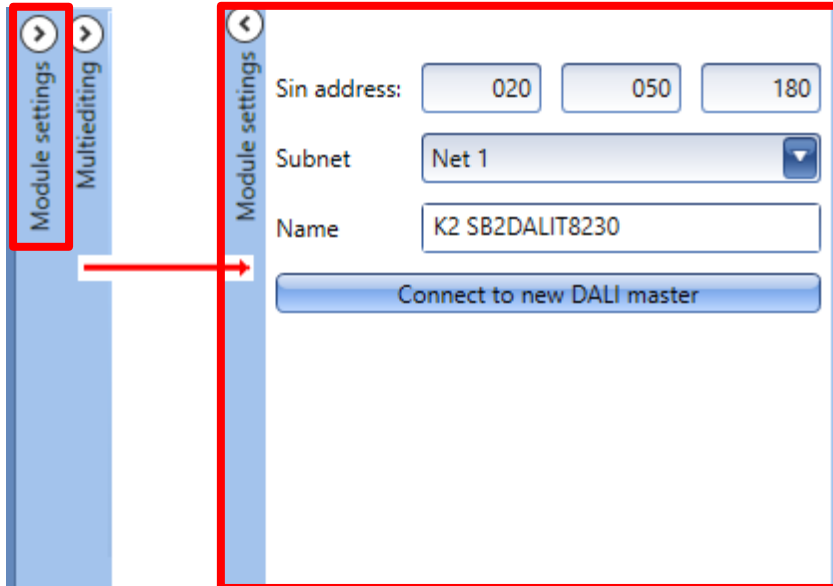 Module settings
Multiediting
Module settings
Sin address: 020 050 180
Subnet Net 1
Name K2 SB2DALIT8230
Connect to new DALI master